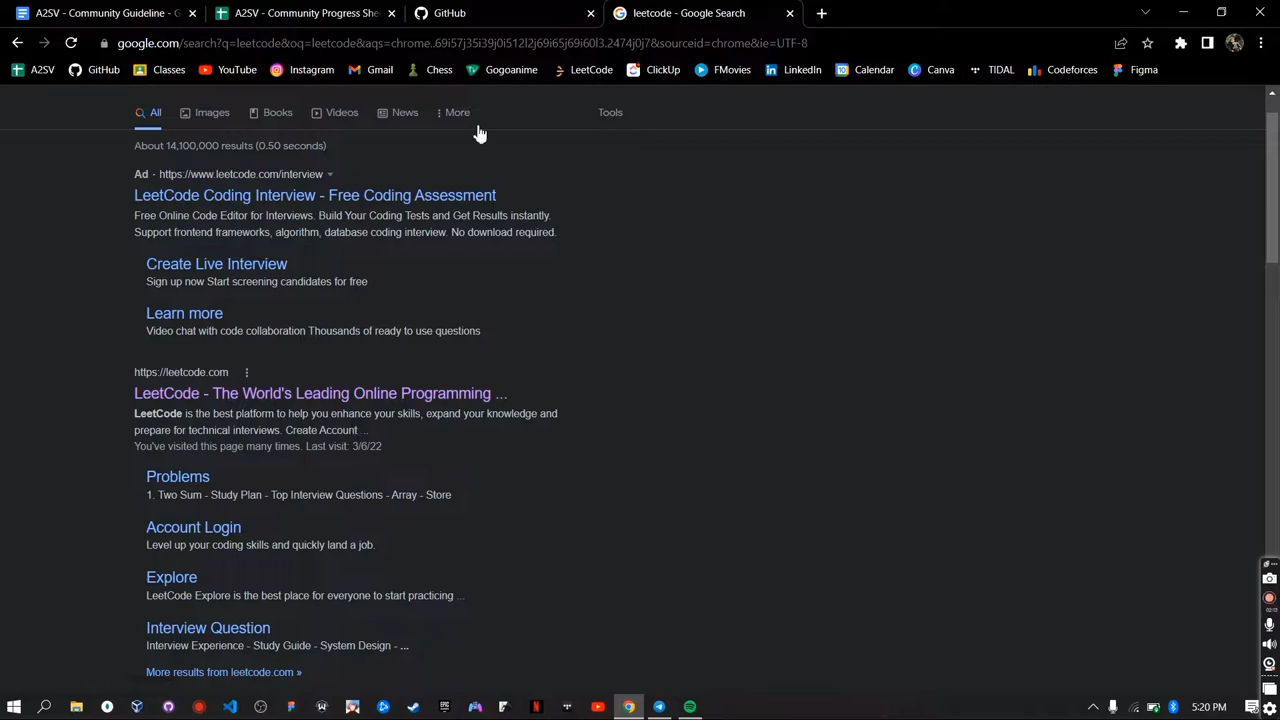 A2SV - Community Guideline - G
A2SV - Community Progress She
GitHub
leetcode - Google Search
google.com/search?q=leetcode&oq=leetcode&aqs=chrome..69i57j35i39j0i512l2j69i65j69i60l3.2474j0j7&sourceid=chrome&ie=UTF-8
A2SV GitHub Classes YouTube Instagram Gmail Chess Gogoanime LeetCode ClickUp FMovies LinkedIn Calendar Canva TIDAL Codeforces Figma
All Images Books Videos News More Tools
About 14,100,000 results (0.50 seconds)
Ad · https://www.leetcode.com/interview
LeetCode Coding Interview - Free Coding Assessment
Free Online Code Editor for Interviews. Build Your Coding Tests and Get Results instantly.
Support frontend frameworks, algorithm, database coding interview. No download required.
Create Live Interview
Sign up now Start screening candidates for free
Learn more
Video chat with code collaboration Thousands of ready to use questions
https://leetcode.com
LeetCode - The World's Leading Online Programming ...
LeetCode is the best platform to help you enhance your skills, expand your knowledge and
prepare for technical interviews. Create Account ...
You've visited this page many times. Last visit: 3/6/22
Problems
1. Two Sum - Study Plan - Top Interview Questions - Array - Store
Account Login
Level up your coding skills and quickly land a job.
Explore
LeetCode Explore is the best place for everyone to start practicing ...
Interview Question
Interview Experience - Study Guide - System Design - ...
More results from leetcode.com »
5:20 PM